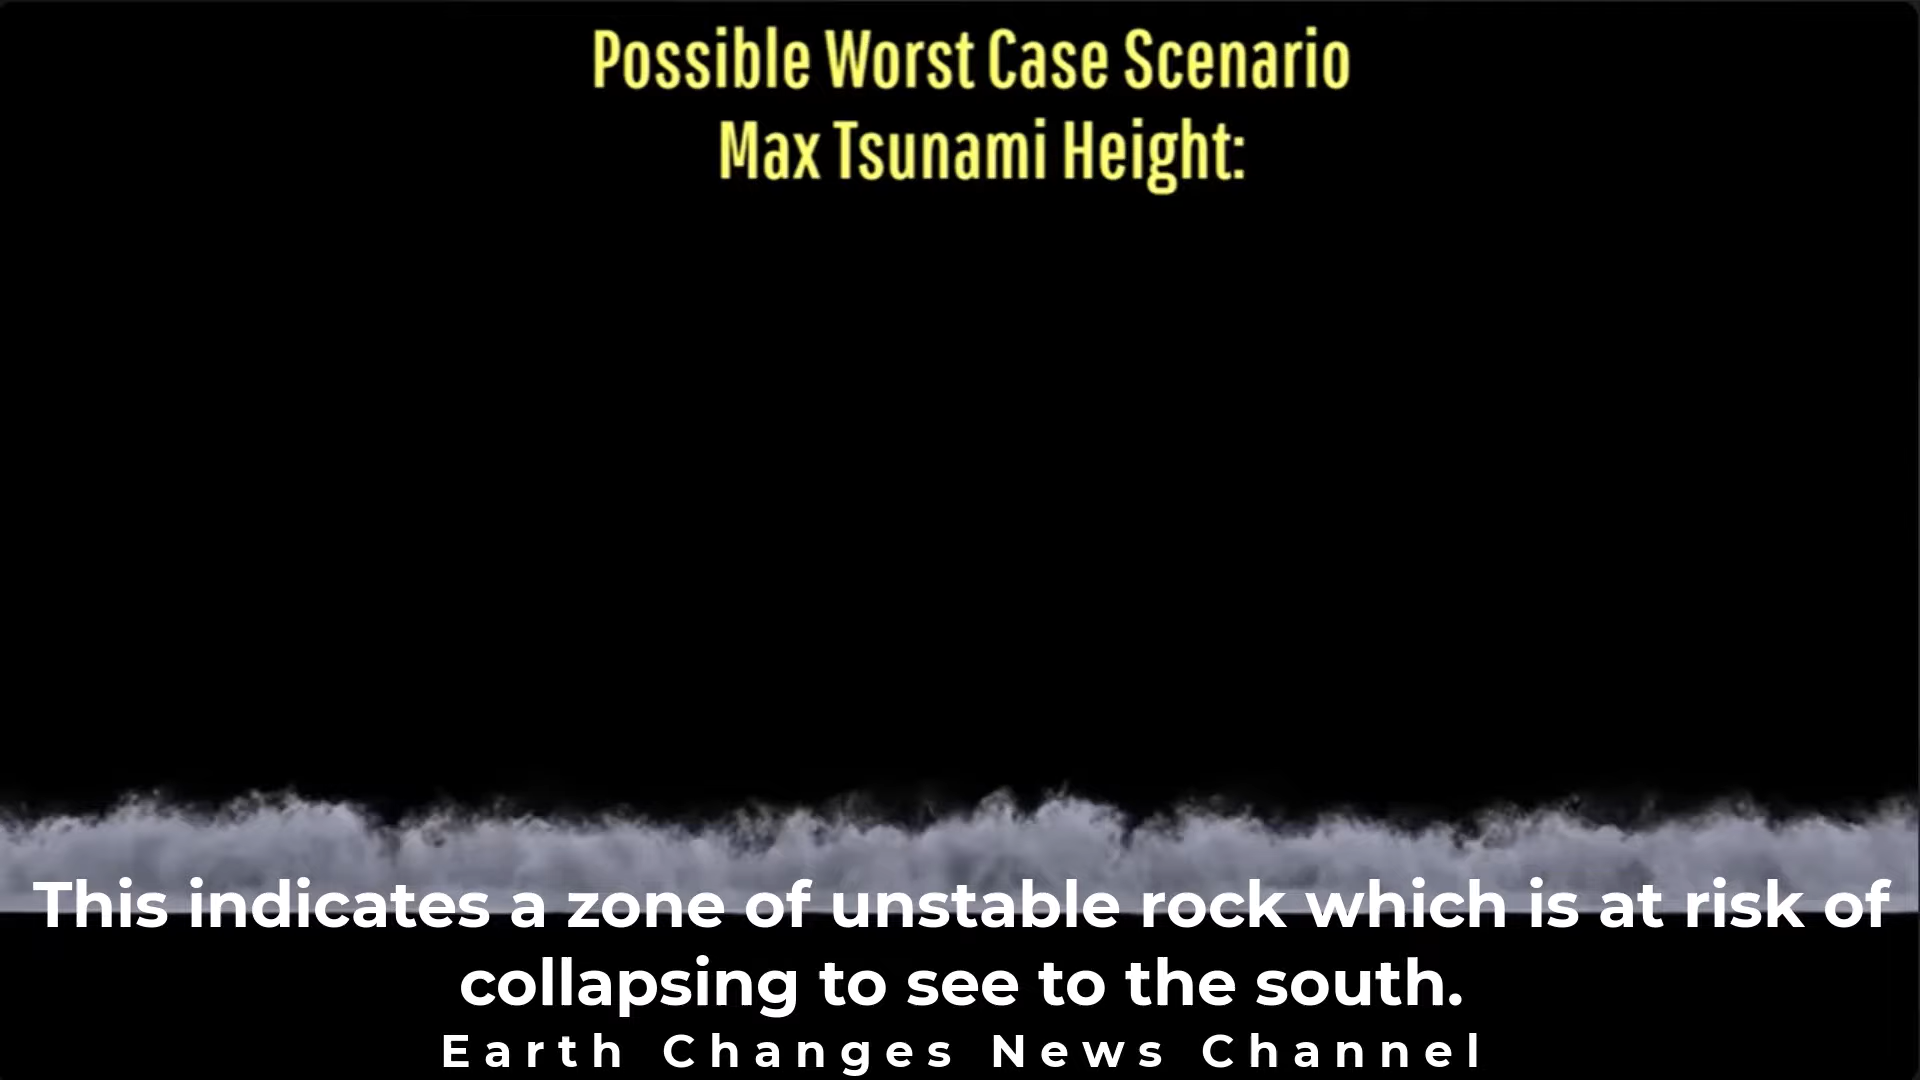 Possible Worst Case Scenario
Max Tsunami Height:
This indicates a zone of unstable rock which is at risk of
collapsing to see to the south.
Earth Changes News Channel